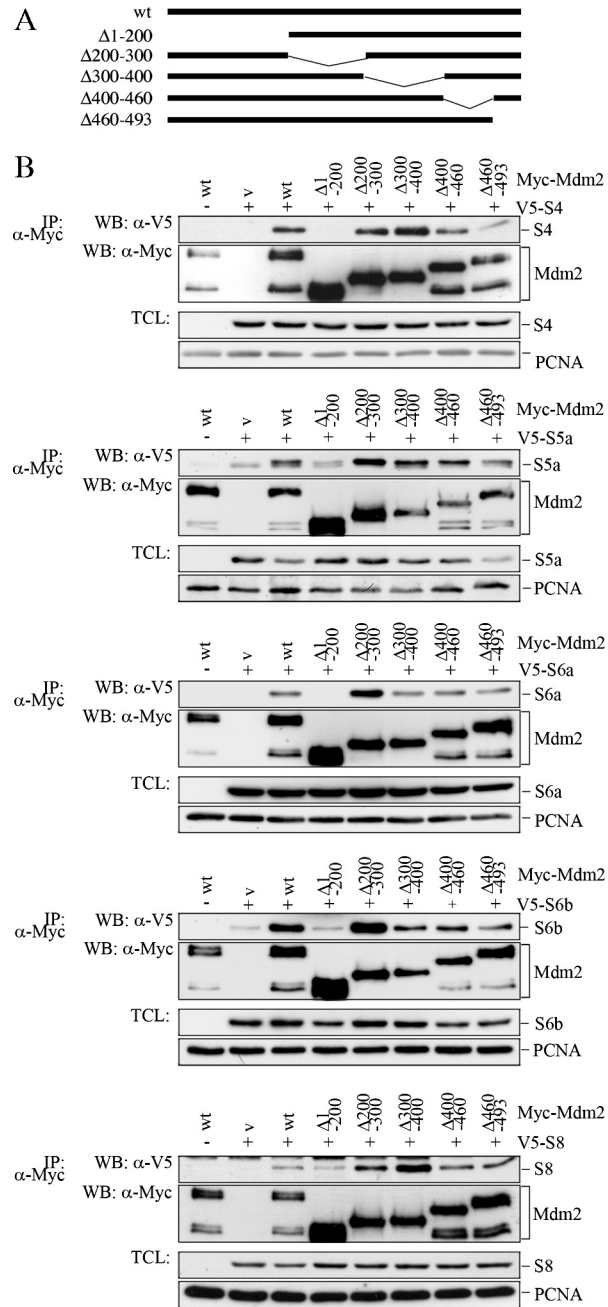 A
wt
Δ1-200
Δ200-300
Δ300-400
Δ400-460
Δ460-493
B
- wt
+ v
+ wt
+ Δ1-200
+ Δ200-300
+ Δ300-400
+ Δ400-460
+ Δ460-493
Myc-Mdm2
V5-S4
IP: α-Myc
WB: α-V5
S4
WB: α-Myc
Mdm2
TCL:
S4
PCNA
- wt
+ v
+ wt
+ Δ1-200
+ Δ200-300
+ Δ300-400
+ Δ400-460
+ Δ460-493
Myc-Mdm2
V5-S5a
IP: α-Myc
WB: α-V5
S5a
WB: α-Myc
Mdm2
TCL:
S5a
PCNA
- wt
+ v
+ wt
+ Δ1-200
+ Δ200-300
+ Δ300-400
+ Δ400-460
+ Δ460-493
Myc-Mdm2
V5-S6a
IP: α-Myc
WB: α-V5
S6a
WB: α-Myc
Mdm2
TCL:
S6a
PCNA
- wt
+ v
+ wt
+ Δ1-200
+ Δ200-300
+ Δ300-400
+ Δ400-460
+ Δ460-493
Myc-Mdm2
V5-S6b
IP: α-Myc
WB: α-V5
S6b
WB: α-Myc
Mdm2
TCL:
S6b
PCNA
- wt
+ v
+ wt
+ Δ1-200
+ Δ200-300
+ Δ300-400
+ Δ400-460
+ Δ460-493
Myc-Mdm2
V5-S8
IP: α-Myc
WB: α-V5
S8
WB: α-Myc
Mdm2
TCL:
S8
PCNA